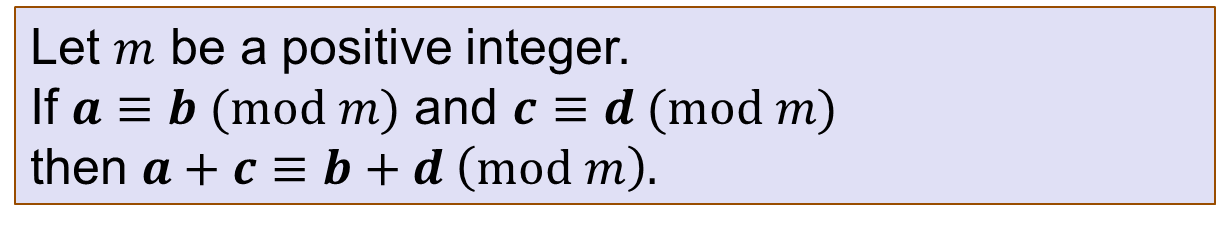 Let m be a positive integer.
If a ≡ b (mod m) and c ≡ d (mod m)
then a + c ≡ b + d (mod m).